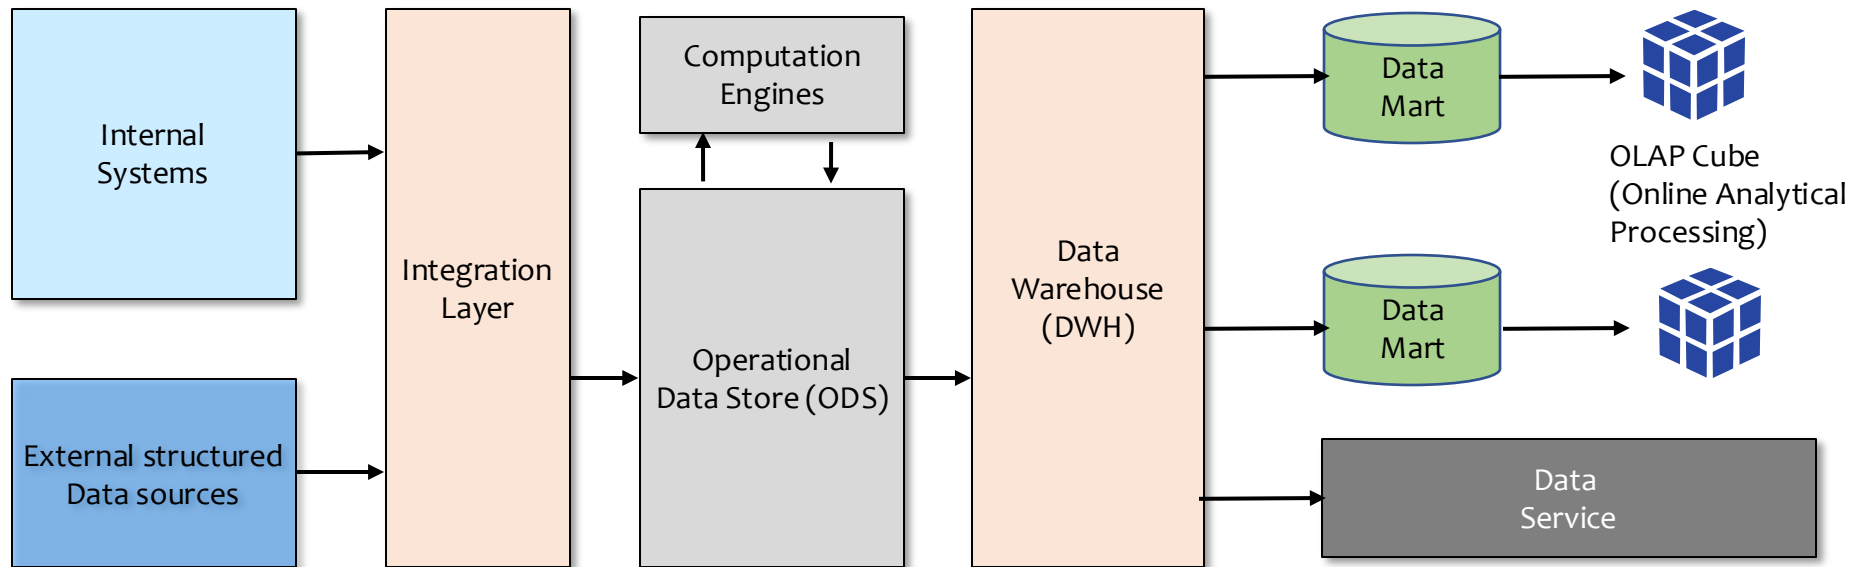 Internal
Systems
External structured
Data sources
Integration
Layer
Computation
Engines
Operational
Data Store (ODS)
Data
Warehouse
(DWH)
Data
Mart
OLAP Cube
(Online Analytical
Processing)
Data
Mart
Data
Service